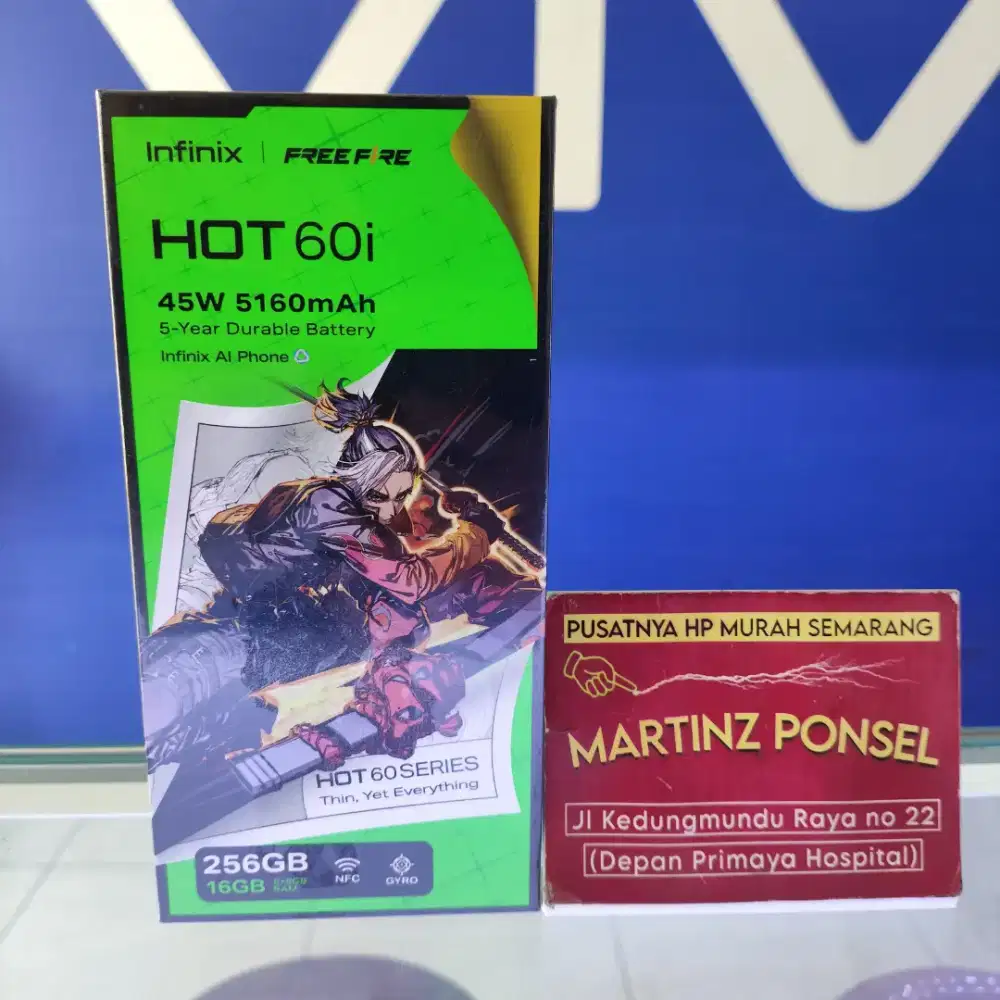 VIV
Infinix | FREE FIRE
HOT 60i
45W 5160mAh
5-Year Durable Battery
Infinix AI Phone
HOT 60 SERIES
Thin, Yet Everything
256GB
16GB
NFC
GYRO
PUSATNYA HP MURAH SEMARANG
MARTINZ PONSEL
Jl Kedungmundu Raya no 22
(Depan Primaya Hospital)